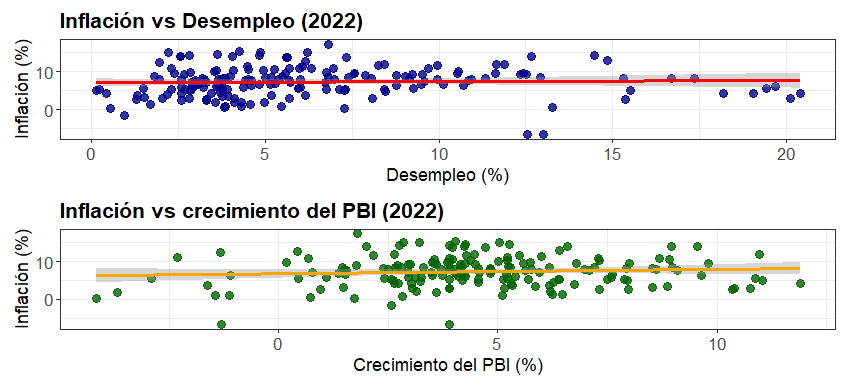 Inflación vs Desempleo (2022)
Inflación (%)
10
0
0 5 10 15 20
Desempleo (%)
Inflación vs crecimiento del PBI (2022)
Inflación (%)
10
0
0 5 10
Crecimiento del PBI (%)